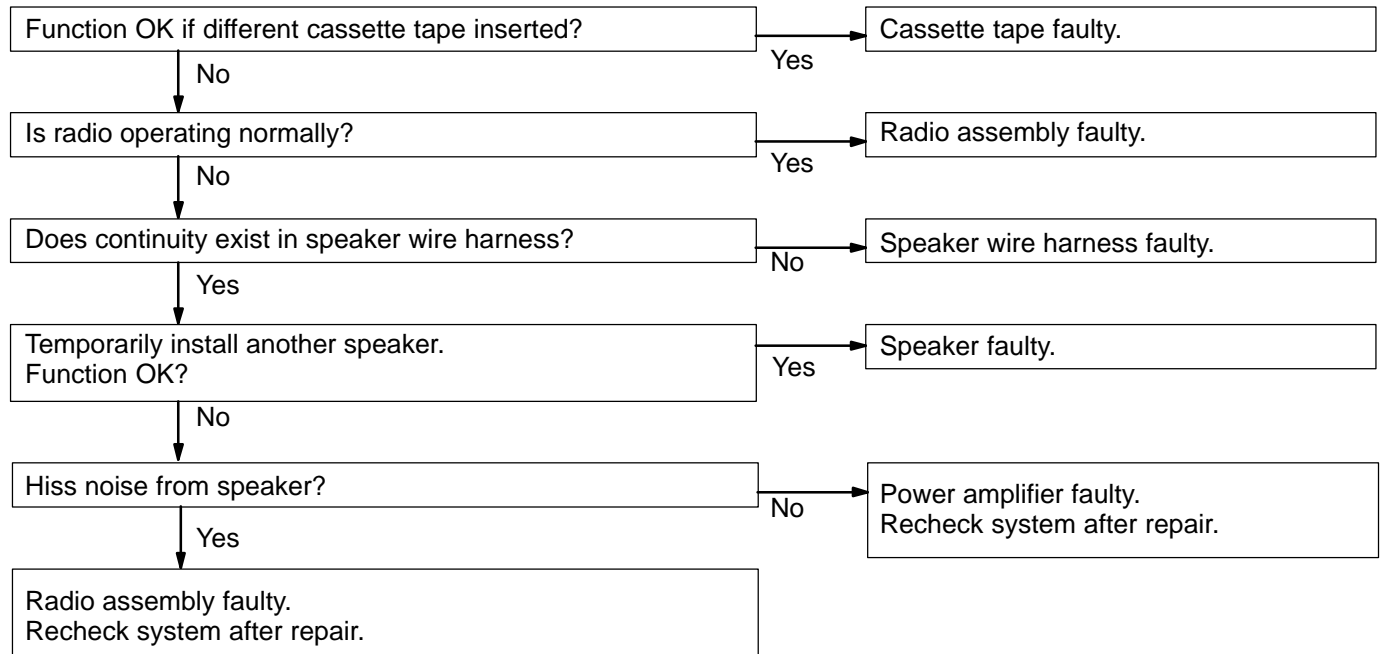 Function OK if different cassette tape inserted?
Yes
Cassette tape faulty.
No
Is radio operating normally?
Yes
Radio assembly faulty.
No
Does continuity exist in speaker wire harness?
No
Speaker wire harness faulty.
Yes
Temporarily install another speaker.
Function OK?
Yes
Speaker faulty.
No
Hiss noise from speaker?
No
Power amplifier faulty.
Recheck system after repair.
Yes
Radio assembly faulty.
Recheck system after repair.